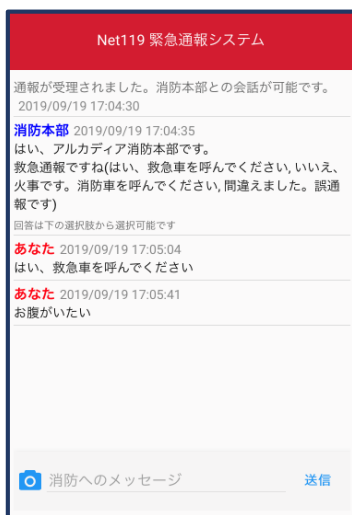 Net119 緊急通報システム
通報が受理されました。消防本部との会話が可能です。
2019/09/19 17:04:30
消防本部 2019/09/19 17:04:35
はい、アルカディア消防本部です。
救急通報ですね(はい、救急車を呼んでください, いいえ、
火事です。消防車を呼んでください, 間違えました。誤通
報です)
回答は下の選択肢から選択可能です
あなた 2019/09/19 17:05:04
はい、救急車を呼んでください
あなた 2019/09/19 17:05:41
お腹がいたい
消防へのメッセージ 送信